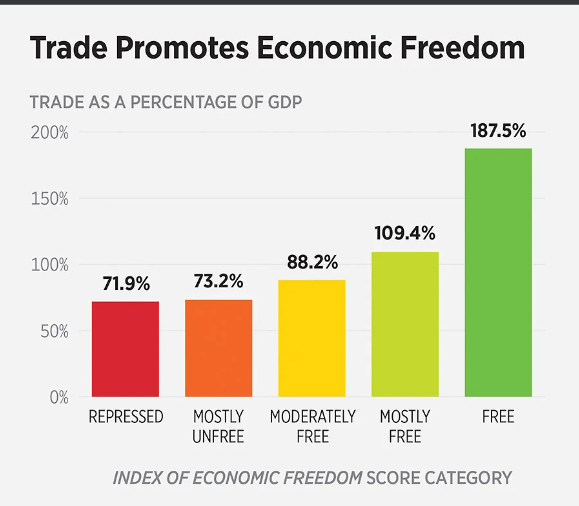 Trade Promotes Economic Freedom
TRADE AS A PERCENTAGE OF GDP
200%
187.5%
150%
109.4%
100%
88.2%
71.9%
73.2%
50%
0%
REPRESSED
MOSTLY
UNFREE
MODERATELY
FREE
MOSTLY
FREE
FREE
INDEX OF ECONOMIC FREEDOM SCORE CATEGORY